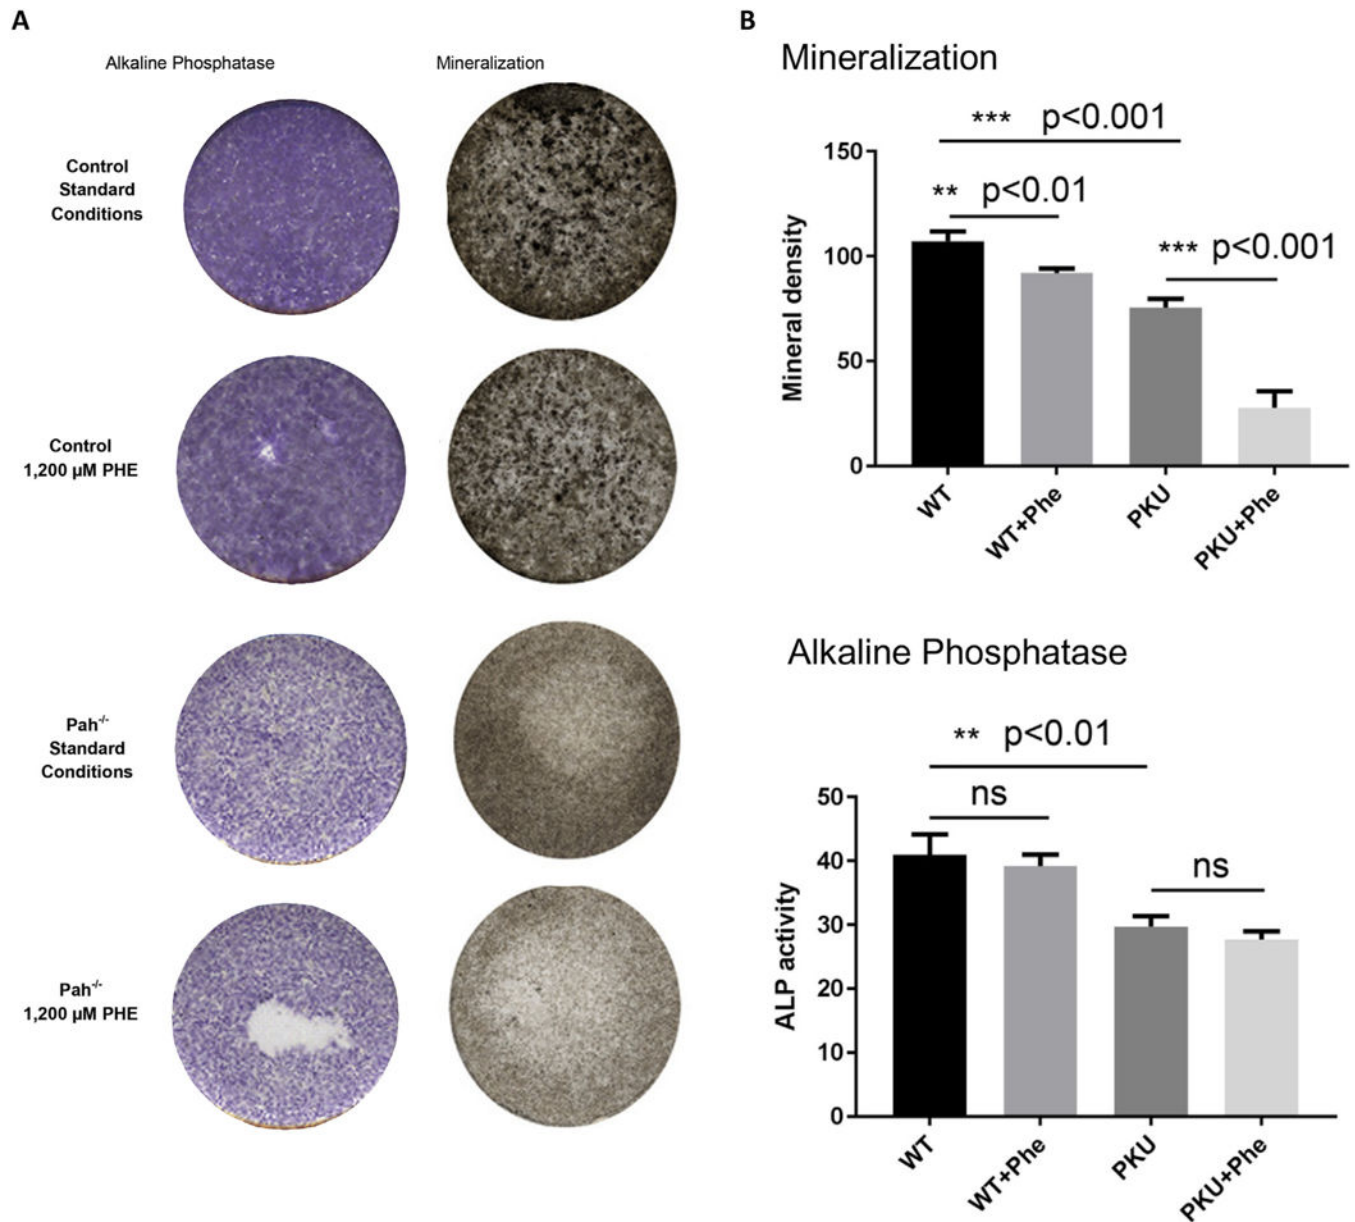 A
Alkaline Phosphatase
Mineralization
Control
Standard
Conditions
Control
1,200 µM PHE
Pah-/-
Standard
Conditions
Pah-/-
1,200 µM PHE
B
Mineralization
*** p<0.001
** p<0.01
*** p<0.001
Mineral density
150
100
50
0
WT
WT+Phe
PKU
PKU+Phe
Alkaline Phosphatase
** p<0.01
ns
ns
ALP activity
50
40
30
20
10
0
WT
WT+Phe
PKU
PKU+Phe